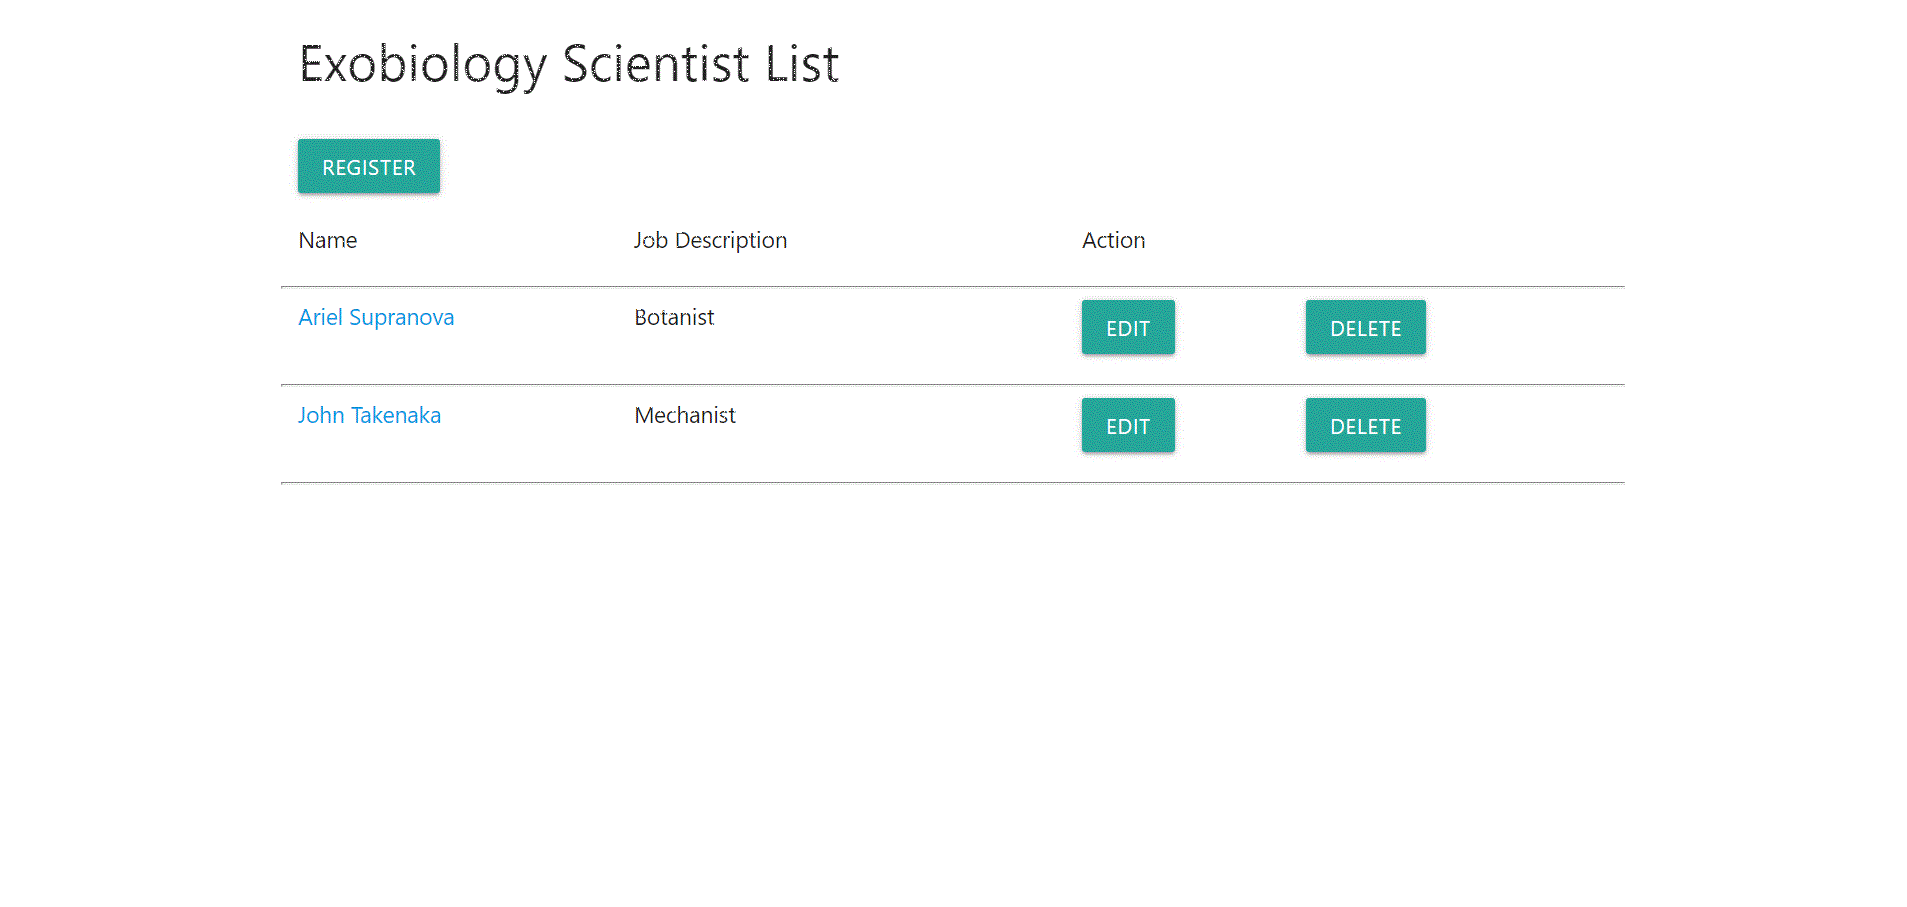 Exobiology Scientist List
REGISTER
Name Job Description Action
Ariel Supranova Botanist EDIT DELETE
John Takenaka Mechanist EDIT DELETE